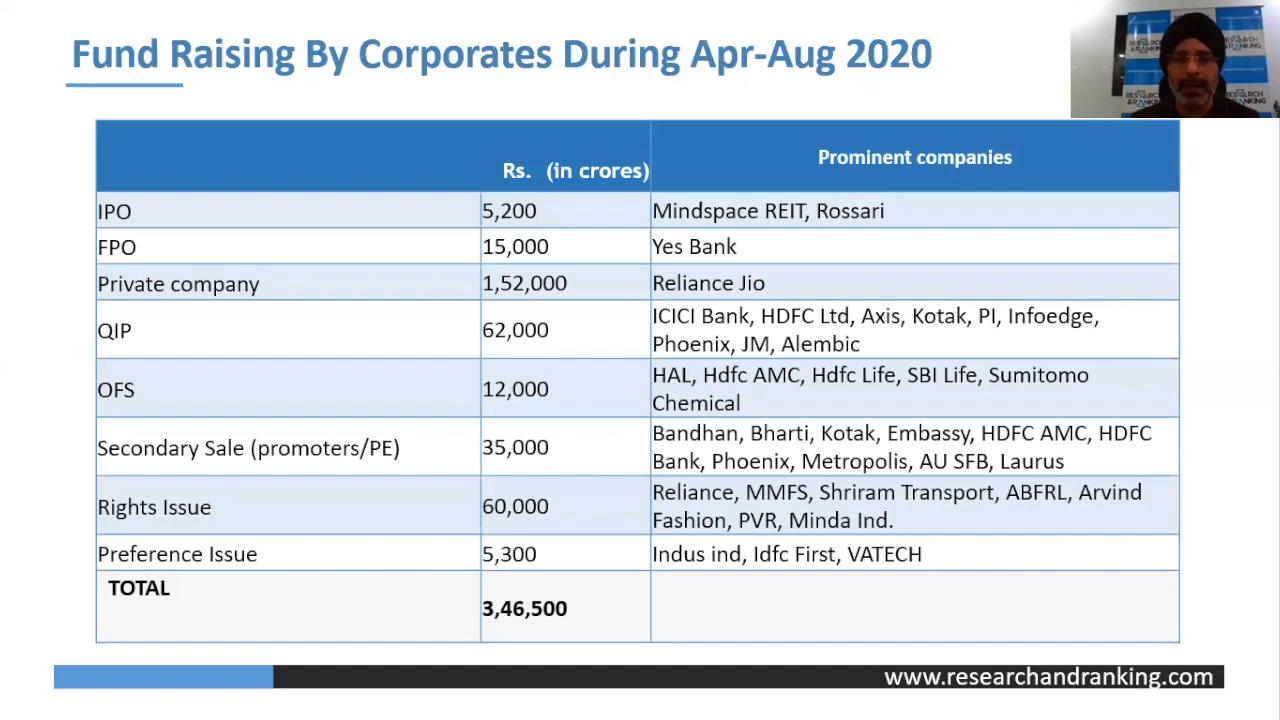 Fund Raising By Corporates During Apr-Aug 2020
RESEARCH
& RANKING
RESEARCH
& RANKING
Rs. (in crores)
Prominent companies
IPO
5,200
Mindspace REIT, Rossari
FPO
15,000
Yes Bank
Private company
1,52,000
Reliance Jio
QIP
62,000
ICICI Bank, HDFC Ltd, Axis, Kotak, PI, Infoedge,
Phoenix, JM, Alembic
OFS
12,000
HAL, Hdfc AMC, Hdfc Life, SBI Life, Sumitomo
Chemical
Secondary Sale (promoters/PE)
35,000
Bandhan, Bharti, Kotak, Embassy, HDFC AMC, HDFC
Bank, Phoenix, Metropolis, AU SFB, Laurus
Rights Issue
60,000
Reliance, MMFS, Shriram Transport, ABFRL, Arvind
Fashion, PVR, Minda Ind.
Preference Issue
5,300
Indus ind, Idfc First, VATECH
TOTAL
3,46,500
www.researchandranking.com